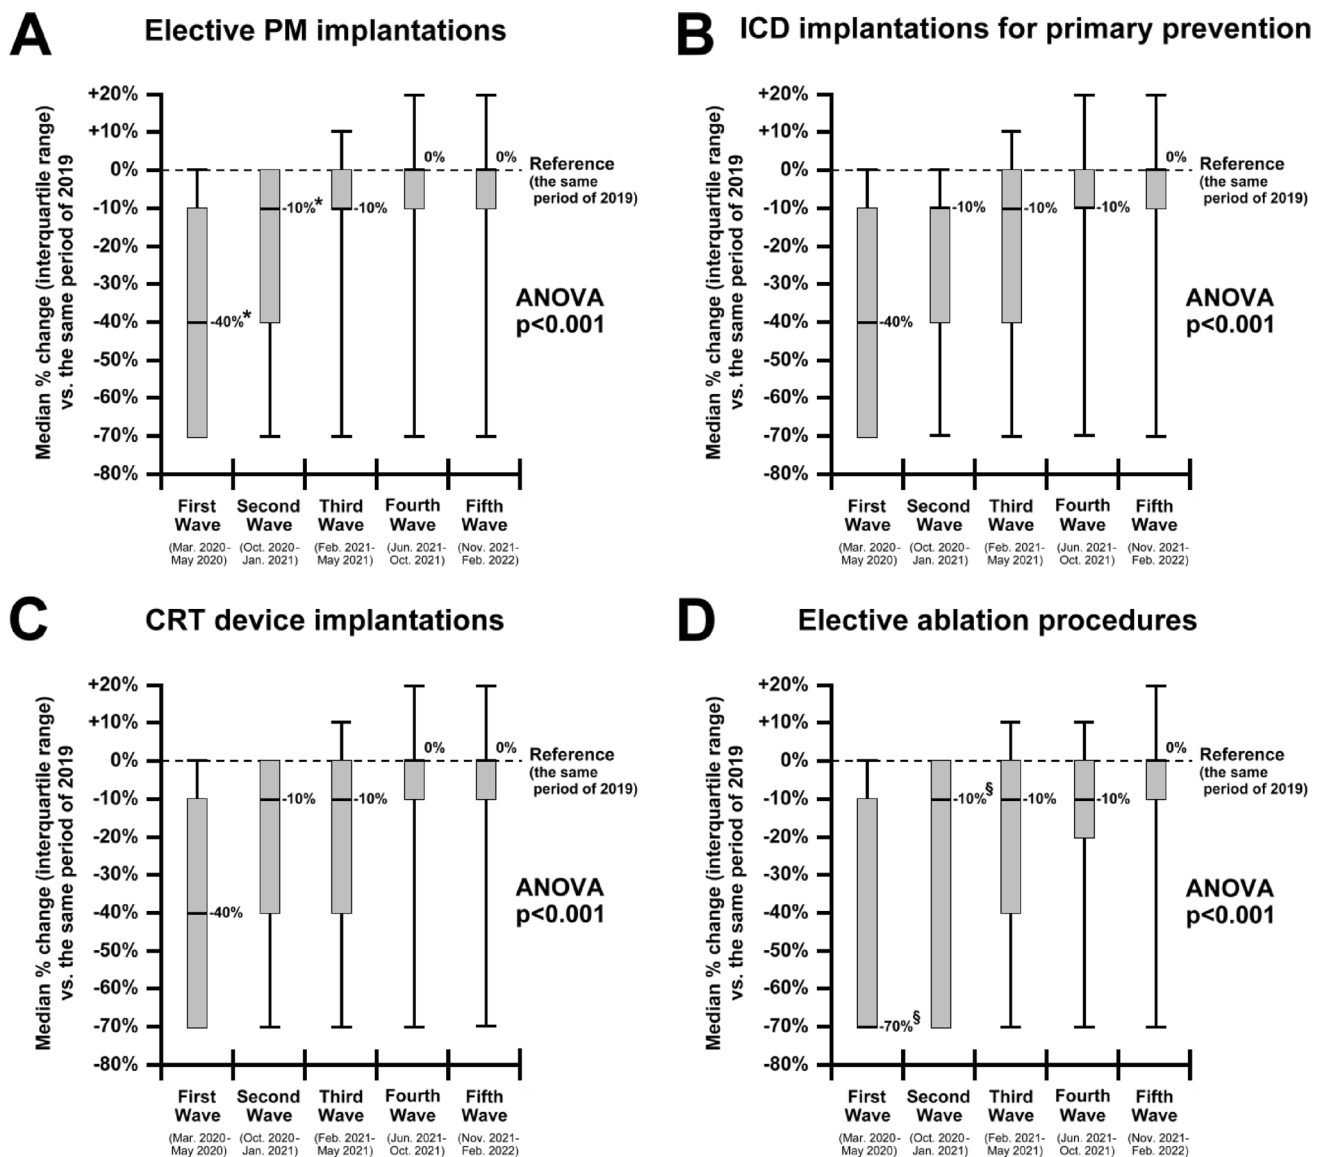 A
Elective PM implantations
Median % change (interquartile range)
vs. the same period of 2019
+20%
+10%
0%
-10%
-20%
-30%
-40%
-50%
-60%
-70%
-80%
-40%*
-10%*
-10%
0%
0%
Reference
(the same
period of 2019)
ANOVA
p<0.001
First Second Third Fourth Fifth
Wave Wave Wave Wave Wave
(Mar. 2020- (Oct. 2020- (Feb. 2021- (Jun. 2021- (Nov. 2021-
May 2020) Jan. 2021) May 2021) Oct. 2021) Feb. 2022)
B
ICD implantations for primary prevention
Median % change (interquartile range)
vs. the same period of 2019
+20%
+10%
0%
-10%
-20%
-30%
-40%
-50%
-60%
-70%
-80%
-40%
-10%
-10%
-10%
0%
Reference
(the same
period of 2019)
ANOVA
p<0.001
First Second Third Fourth Fifth
Wave Wave Wave Wave Wave
(Mar. 2020- (Oct. 2020- (Feb. 2021- (Jun. 2021- (Nov. 2021-
May 2020) Jan. 2021) May 2021) Oct. 2021) Feb. 2022)
C
CRT device implantations
Median % change (interquartile range)
vs. the same period of 2019
+20%
+10%
0%
-10%
-20%
-30%
-40%
-50%
-60%
-70%
-80%
-40%
-10%
-10%
0%
0%
Reference
(the same
period of 2019)
ANOVA
p<0.001
First Second Third Fourth Fifth
Wave Wave Wave Wave Wave
(Mar. 2020- (Oct. 2020- (Feb. 2021- (Jun. 2021- (Nov. 2021-
May 2020) Jan. 2021) May 2021) Oct. 2021) Feb. 2022)
D
Elective ablation procedures
Median % change (interquartile range)
vs. the same period of 2019
+20%
+10%
0%
-10%
-20%
-30%
-40%
-50%
-60%
-70%
-80%
-70%§
-10%§
-10%
-10%
0%
Reference
(the same
period of 2019)
ANOVA
p<0.001
First Second Third Fourth Fifth
Wave Wave Wave Wave Wave
(Mar. 2020- (Oct. 2020- (Feb. 2021- (Jun. 2021- (Nov. 2021-
May 2020) Jan. 2021) May 2021) Oct. 2021) Feb. 2022)